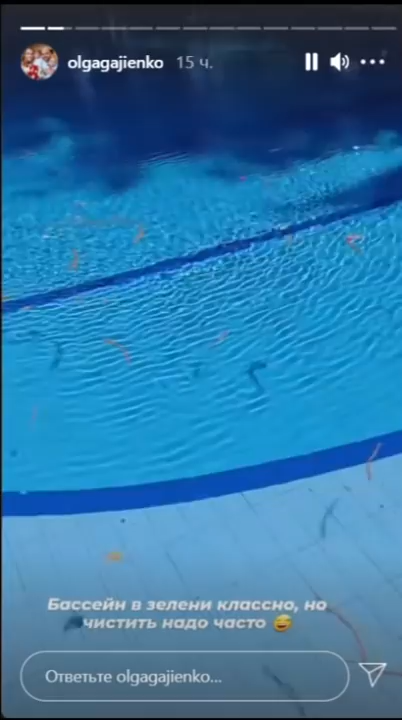 olgagajienko 15 ч.
Бассейн в зелени классно, но
чистить надо часто 😅
Ответьте olgagajienko...